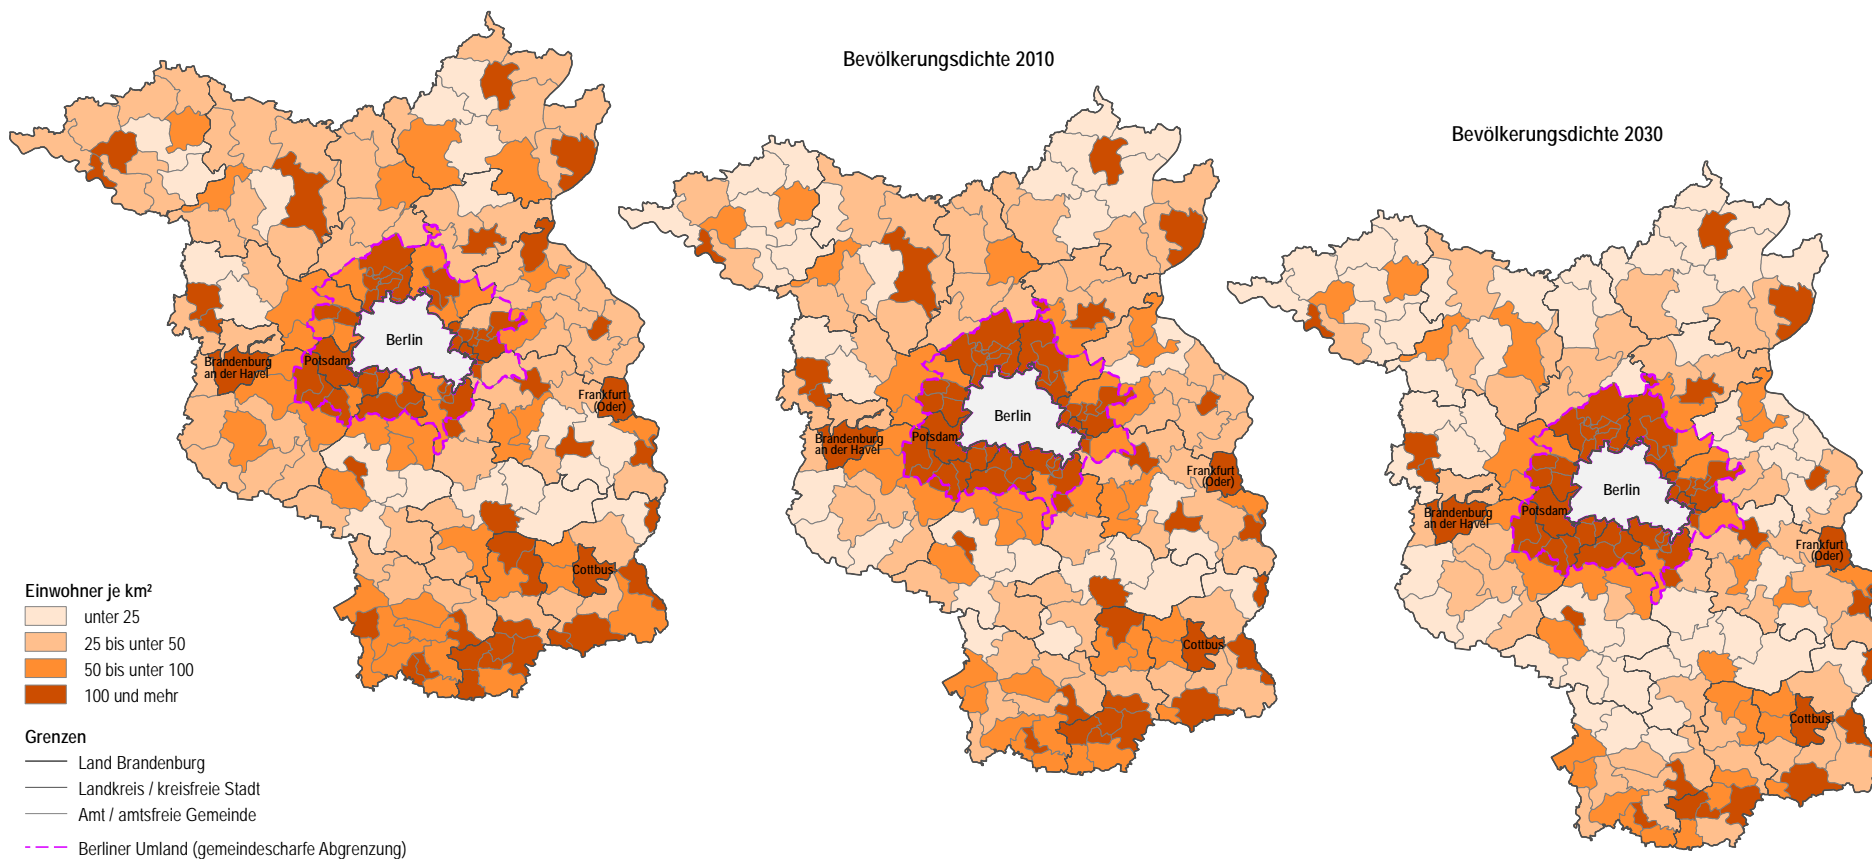 Bevölkerungsdichte 2010
Bevölkerungsdichte 2030
Berlin
Potsdam
Brandenburg
an der Havel
Frankfurt
(Oder)
Cottbus
Berlin
Potsdam
Brandenburg
an der Havel
Frankfurt
(Oder)
Cottbus
Berlin
Potsdam
Brandenburg
an der Havel
Frankfurt
(Oder)
Cottbus
Einwohner je km²
unter 25
25 bis unter 50
50 bis unter 100
100 und mehr
Grenzen
Land Brandenburg
Landkreis / kreisfreie Stadt
Amt / amtsfreie Gemeinde
Berliner Umland (gemeindescharfe Abgrenzung)